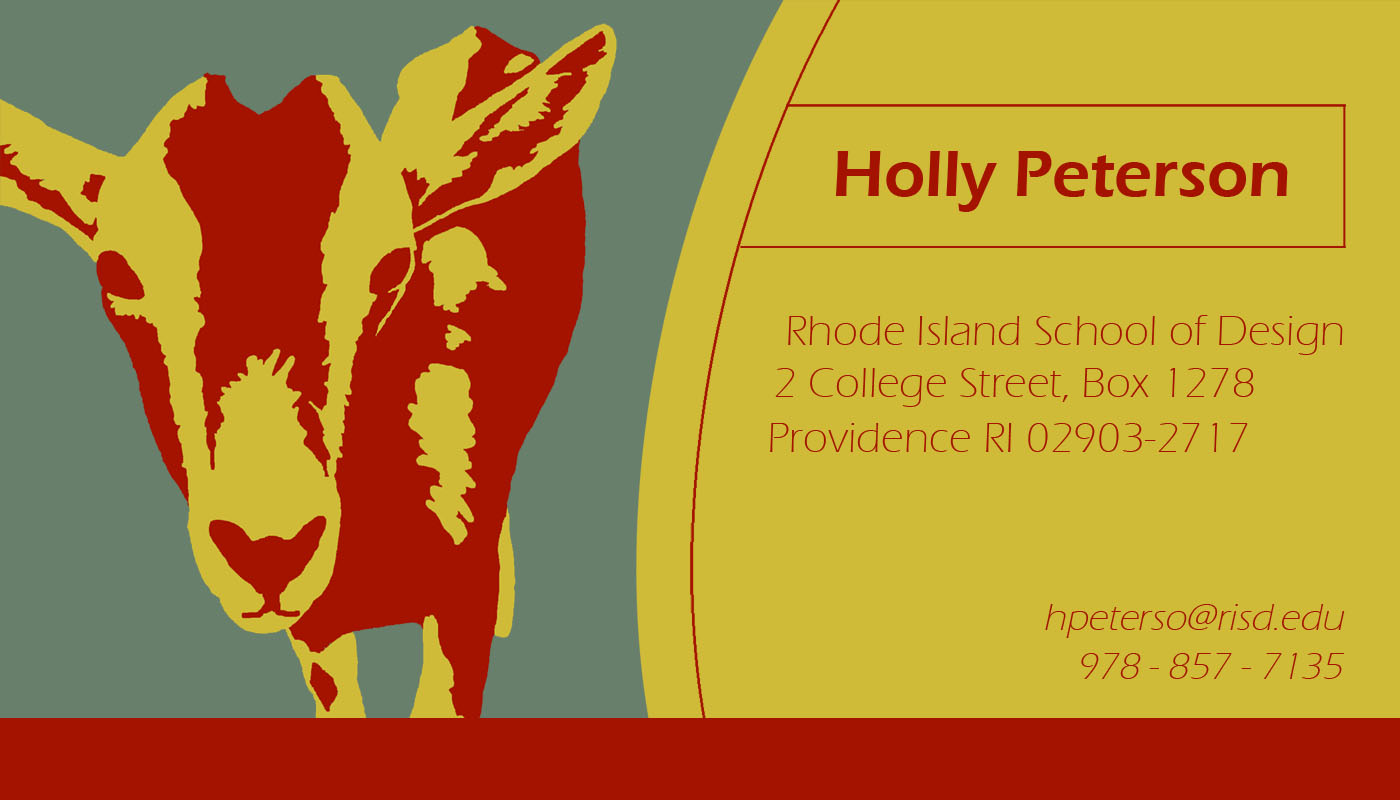 Holly Peterson
Rhode Island School of Design
2 College Street, Box 1278
Providence RI 02903-2717
hpeterso@risd.edu
978 - 857 - 7135